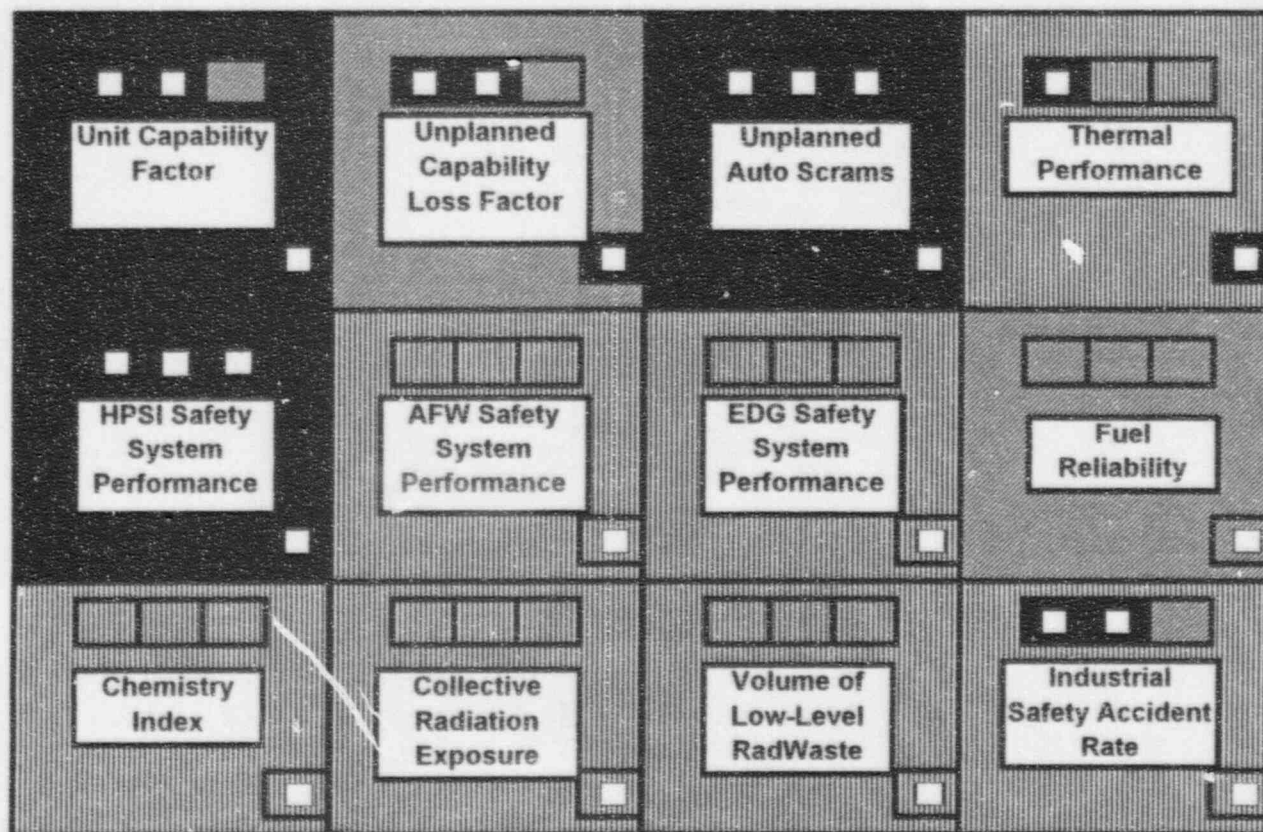 Unit Capability
Factor
Unplanned
Capability
Loss Factor
Unplanned
Auto Scrams
Thermal
Performance
HPSI Safety
System
Performance
AFW Safety
System
Performance
EDG Safety
System
Performance
Fuel
Reliability
Chemistry
Index
Collective
Radiation
Exposure
Volume of
Low-Level
RadWaste
Industrial
Safety Accident
Rate